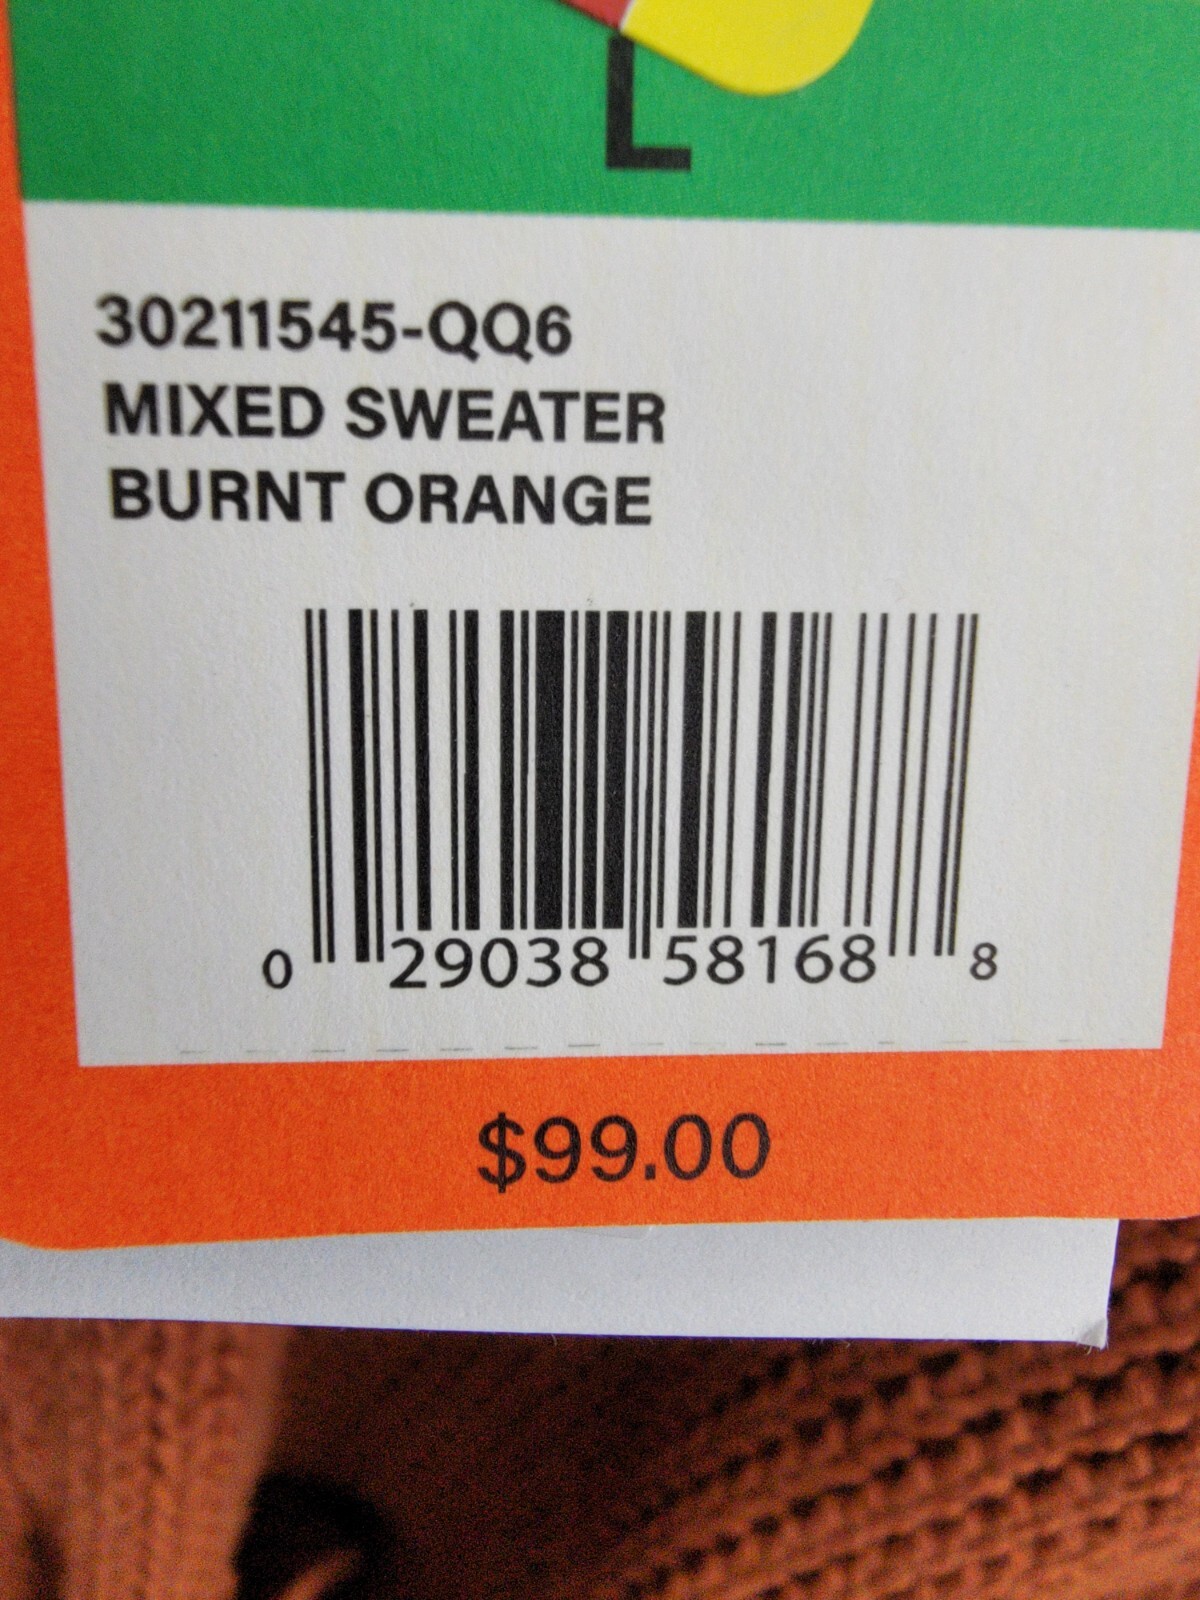 L
30211545-QQ6
MIXED SWEATER
BURNT ORANGE
0 29038 58168 8
$99.00